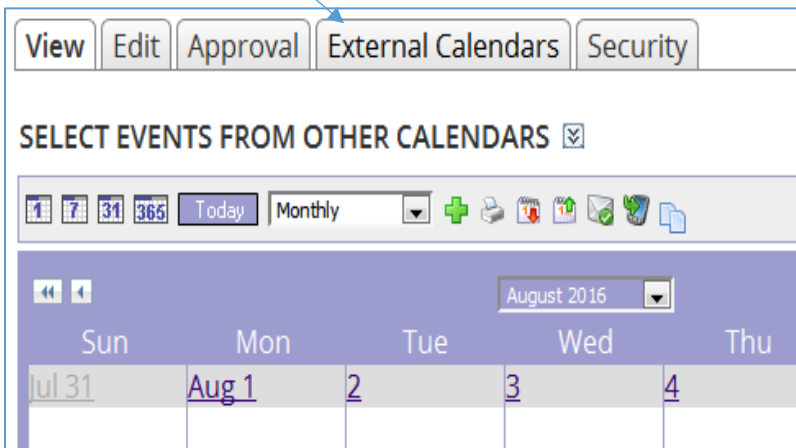 View Edit Approval External Calendars Security
SELECT EVENTS FROM OTHER CALENDARS
1 7 31 365 Today Monthly
August 2016
Sun Mon Tue Wed Thu
Jul 31 Aug 1 2 3 4